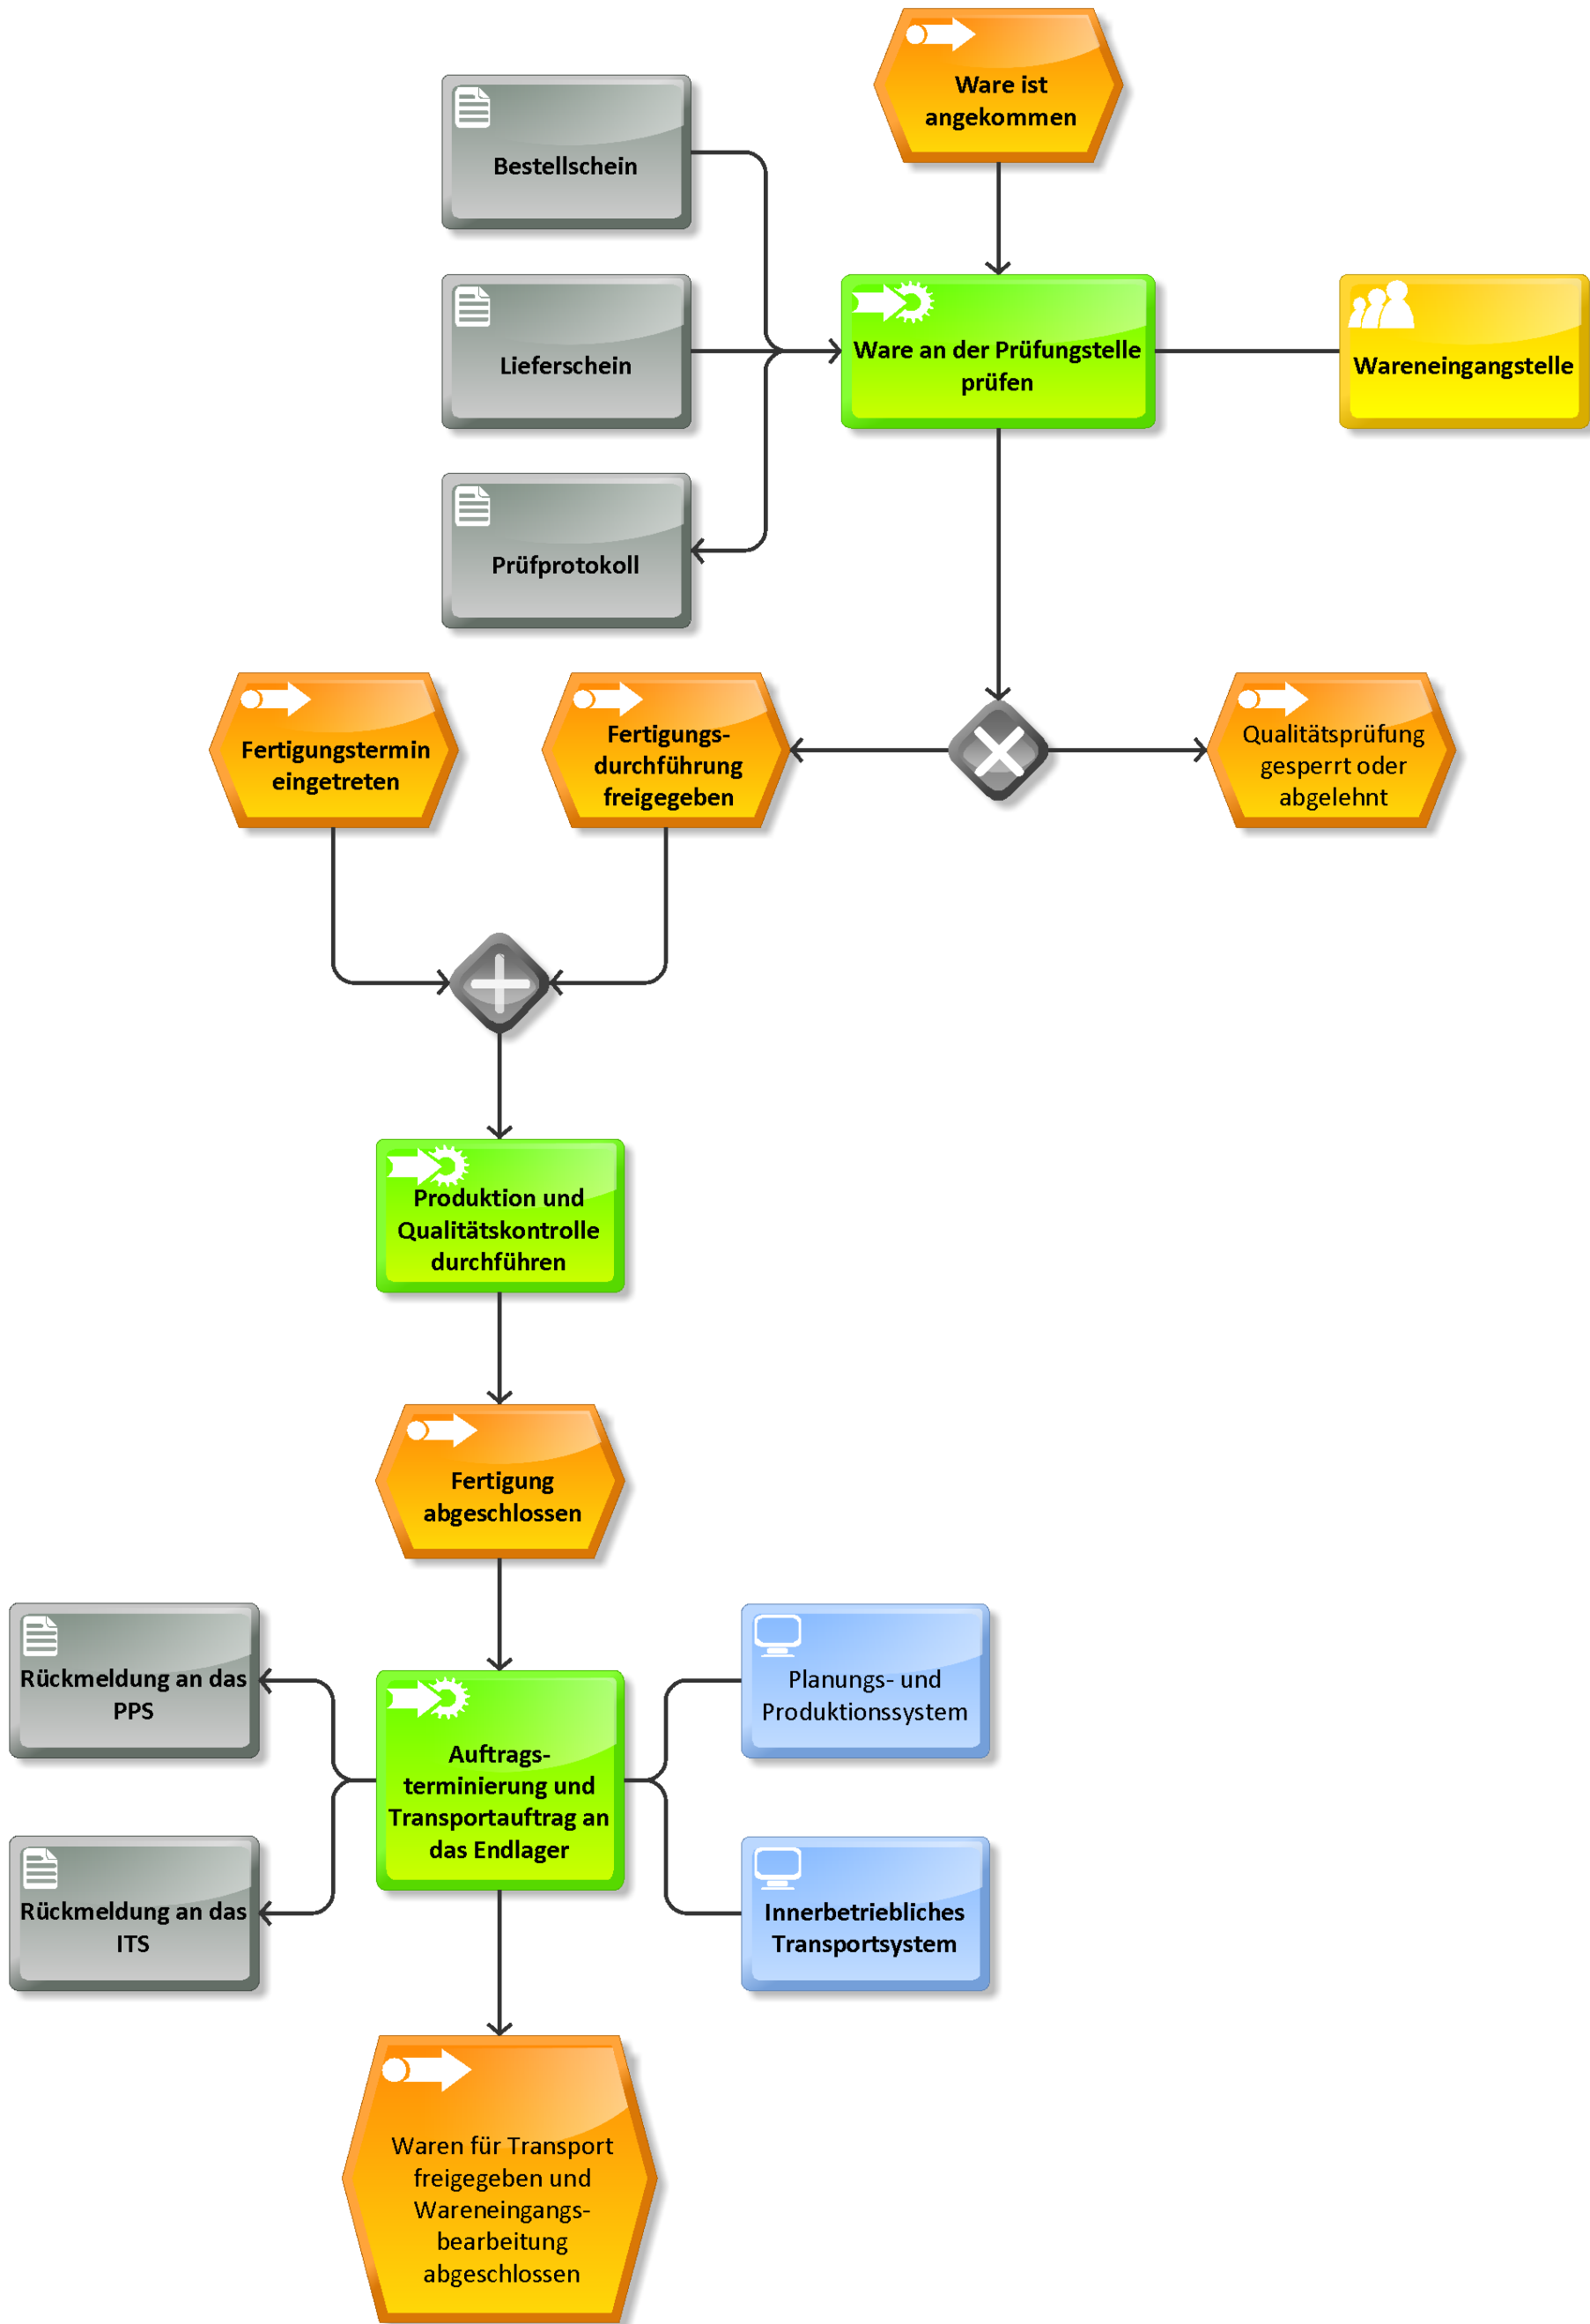 Ware ist
angekommen
Bestellschein
Lieferschein
Ware an der Prüfungstelle
prüfen
Wareneingangstelle
Prüfprotokoll
Fertigungstermin
eingetreten
Fertigungs-
durchführung
freigegeben
Qualitätsprüfung
gesperrt oder
abgelehnt
Produktion und
Qualitätskontrolle
durchführen
Fertigung
abgeschlossen
Rückmeldung an das
PPS
Auftrags-
terminierung und
Transportauftrag an
das Endlager
Planungs- und
Produktionssystem
Rückmeldung an das
ITS
Innerbetriebliches
Transportsystem
Waren für Transport
freigegeben und
Wareneingangs-
bearbeitung
abgeschlossen